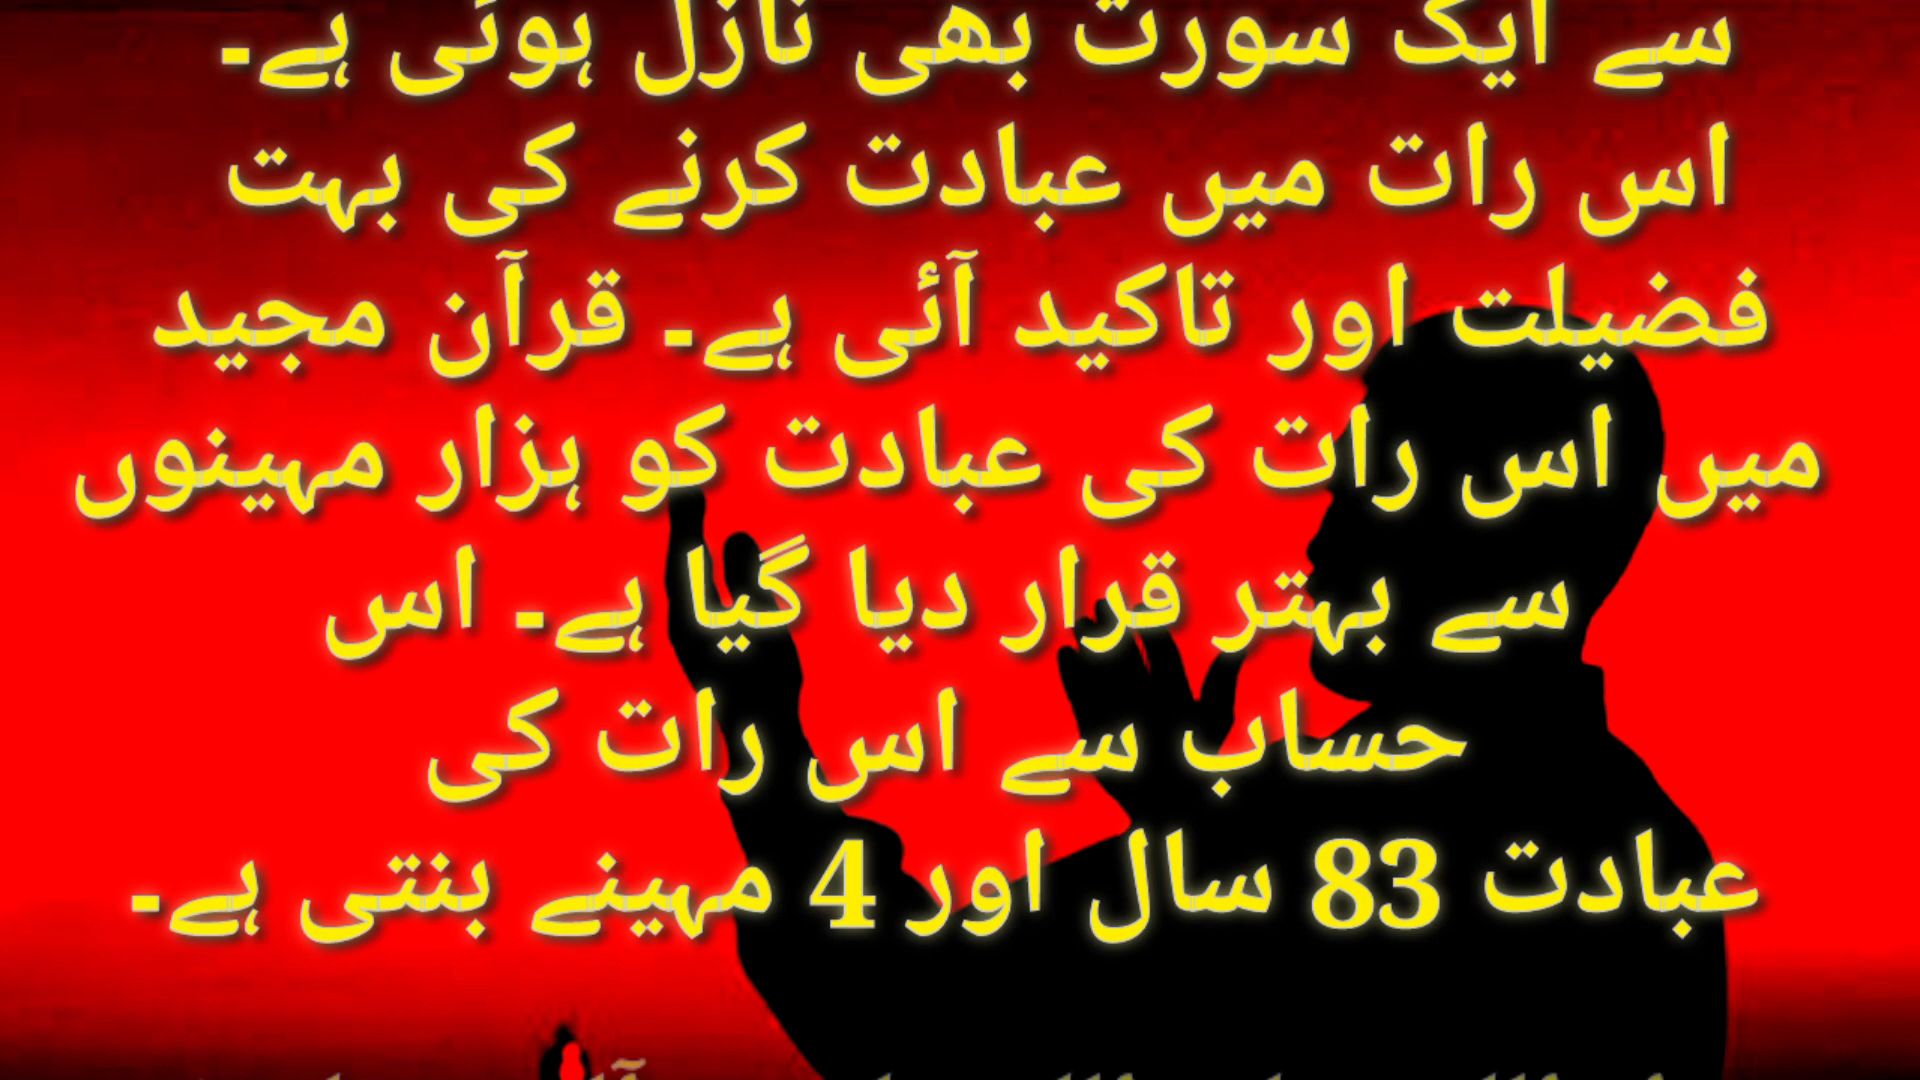 سے ایک سورت بھی نازل ہوئی ہے۔
اس رات میں عبادت کرنے کی بہت
فضیلت اور تاکید آئی ہے۔ قرآن مجید
میں اس رات کی عبادت کو ہزار مہینوں
سے بہتر قرار دیا گیا ہے۔ اس
حساب سے اس رات کی
عبادت 83 سال اور 4 مہینے بنتی ہے۔